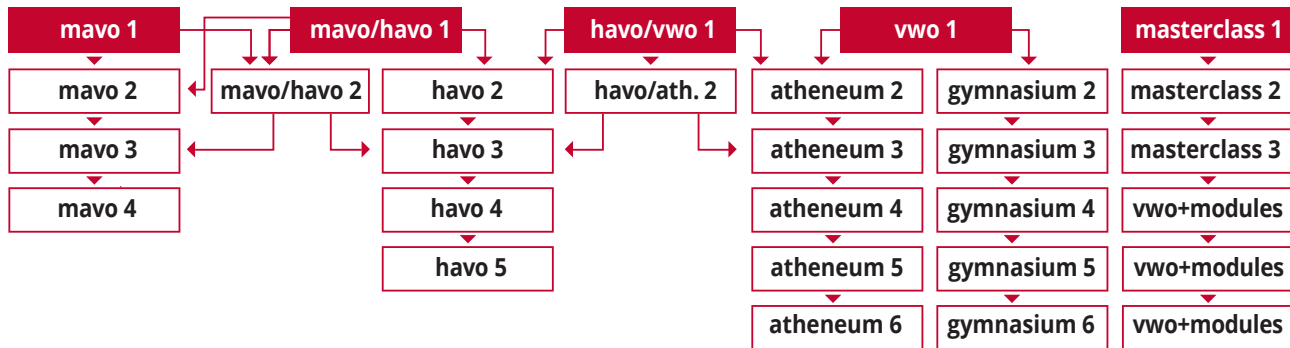 mavo 1 mavo/havo 1 havo/vwo 1 vwo 1 masterclass 1
mavo 2 mavo/havo 2 havo 2 havo/ath. 2 atheneum 2 gymnasium 2 masterclass 2
mavo 3 havo 3 atheneum 3 gymnasium 3 masterclass 3
mavo 4 havo 4 atheneum 4 gymnasium 4 vwo+modules
havo 5 atheneum 5 gymnasium 5 vwo+modules
atheneum 6 gymnasium 6 vwo+modules